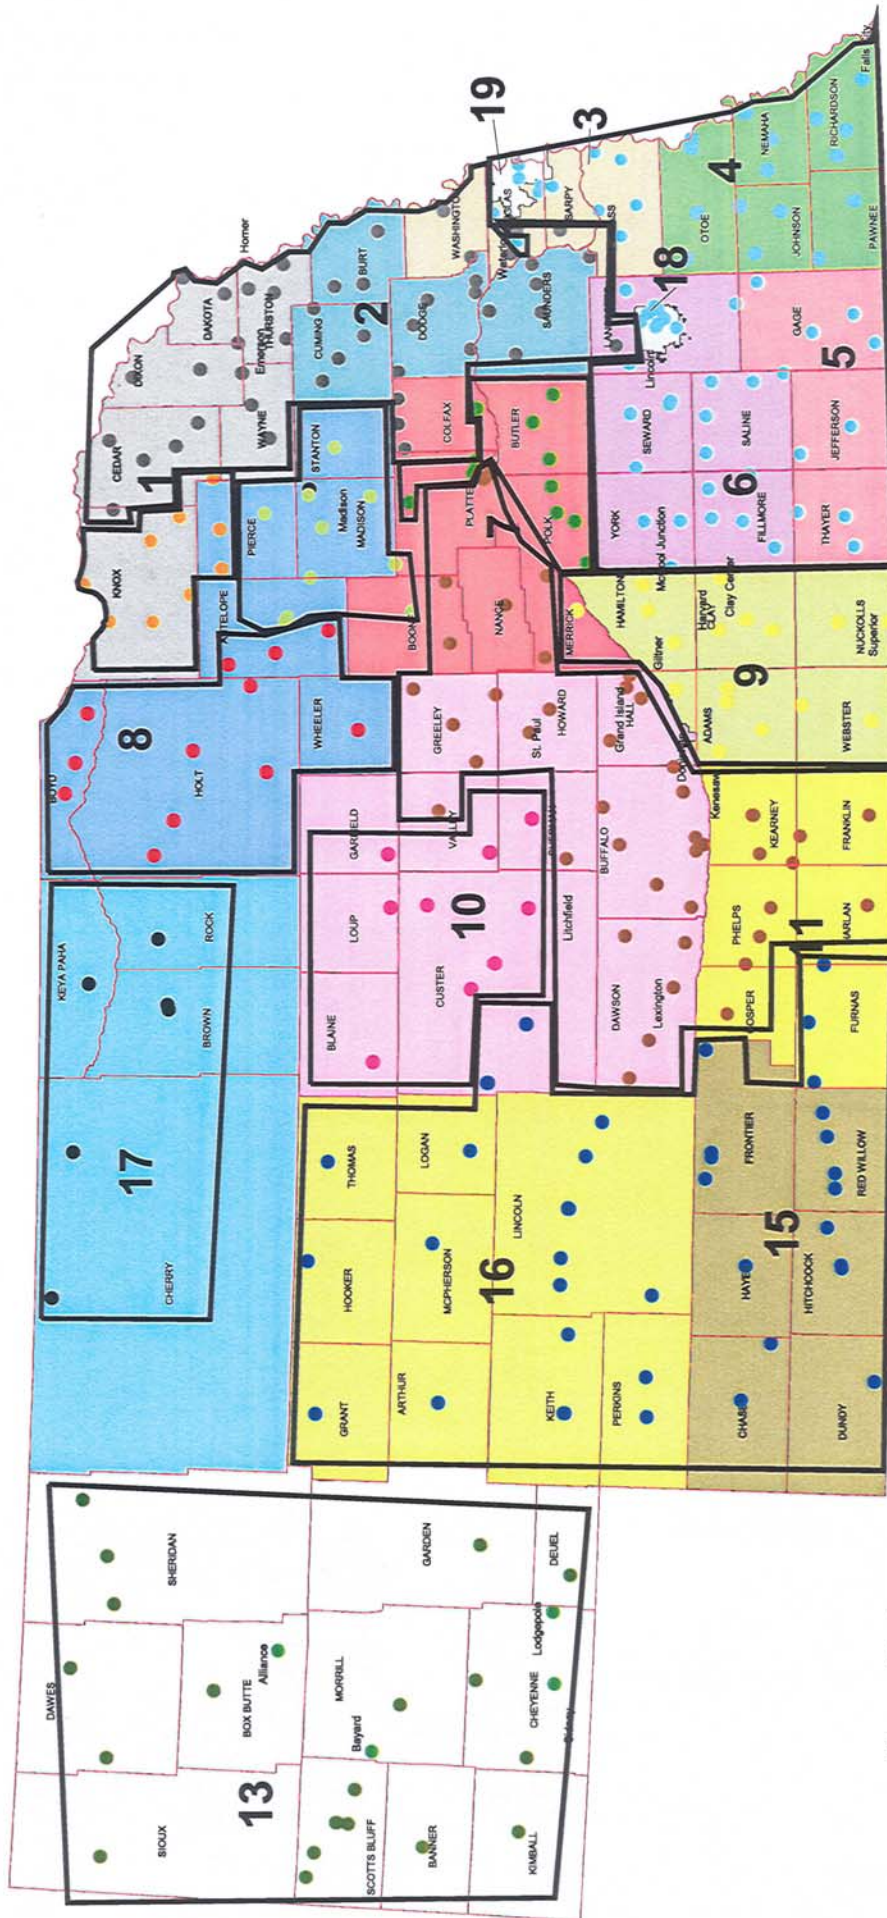 SIOUX
DAWES
SHERIDAN
13
BOX BUTTE
Alliance
SCOTTS BLUFF
MORRILL
Bayard
GARDEN
BANNER
KIMBALL
CHEYENNE
Lodgepole
DEUEL
CHERRY
17
KEYA PAHA
BROWN
ROCK
GRANT
HOOKER
THOMAS
BLAINE
LOUP
GARFIELD
ARTHUR
MCPHERSON
LOGAN
CUSTER
10
VALLEY
16
KEITH
LINCOLN
PERKINS
Litchfield
DAWSON
Lexington
BUFFALO
CHASE
15
FRONTIER
PHELPS
KEARNEY
DUNDY
HITCHCOCK
RED WILLOW
FURNAS
11
FRANKLIN
8
HOLT
WHEELER
KNOX
1
CEDAR
DIXON
DAKOTA
Homer
WAYNE
Emerson
THURSTON
PIERCE
STANTON
Madison
MADISON
CUMING
BURT
2
GREELEY
St. Paul
HOWARD
Grand Island
HALL
NANCE
MERRICK
PLATTE
7
COLFAX
DODGE
WASHINGTON
19
BUTLER
POLK
SAUNDERS
SARPY
3
Giltner
HAMILTON
YORK
SEWARD
Lincoln
18
OTOE
4
NEMAHA
ADAMS
9
Harvard
CLAY
Clay Center
McCool Junction
FILLMORE
6
SALINE
GAGE
5
JOHNSON
RICHARDSON
WEBSTER
NUCKOLLS
Superior
THAYER
JEFFERSON
PAWNEE